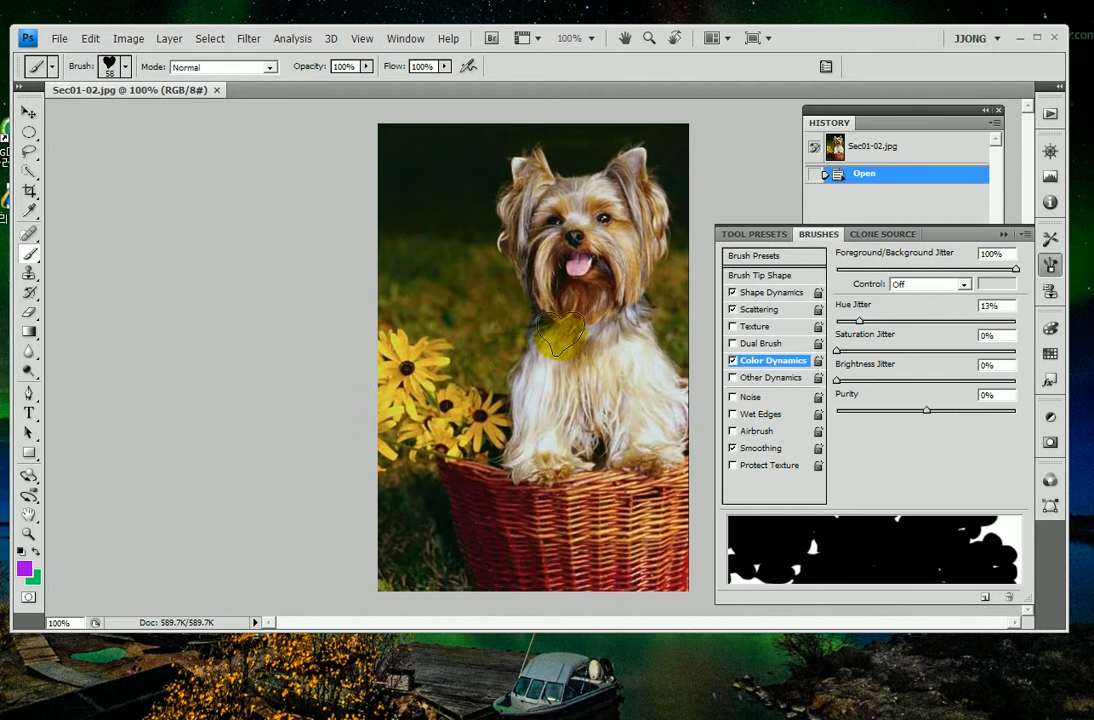 Ps File Edit Image Layer Select Filter Analysis 3D View Window Help Br 100% JJONG
Brush: 58 Mode: Normal Opacity: 100% Flow: 100%
Sec01-02.jpg @ 100% (RGB/8#)
HISTORY
Sec01-02.jpg
Open
TOOL PRESETS BRUSHES CLONE SOURCE
Brush Presets
Brush Tip Shape
Shape Dynamics
Scattering
Texture
Dual Brush
Color Dynamics
Other Dynamics
Noise
Wet Edges
Airbrush
Smoothing
Protect Texture
Foreground/Background Jitter 100%
Control: Off
Hue Jitter 13%
Saturation Jitter 0%
Brightness Jitter 0%
Purity 0%
100% Doc: 589.7K/589.7K